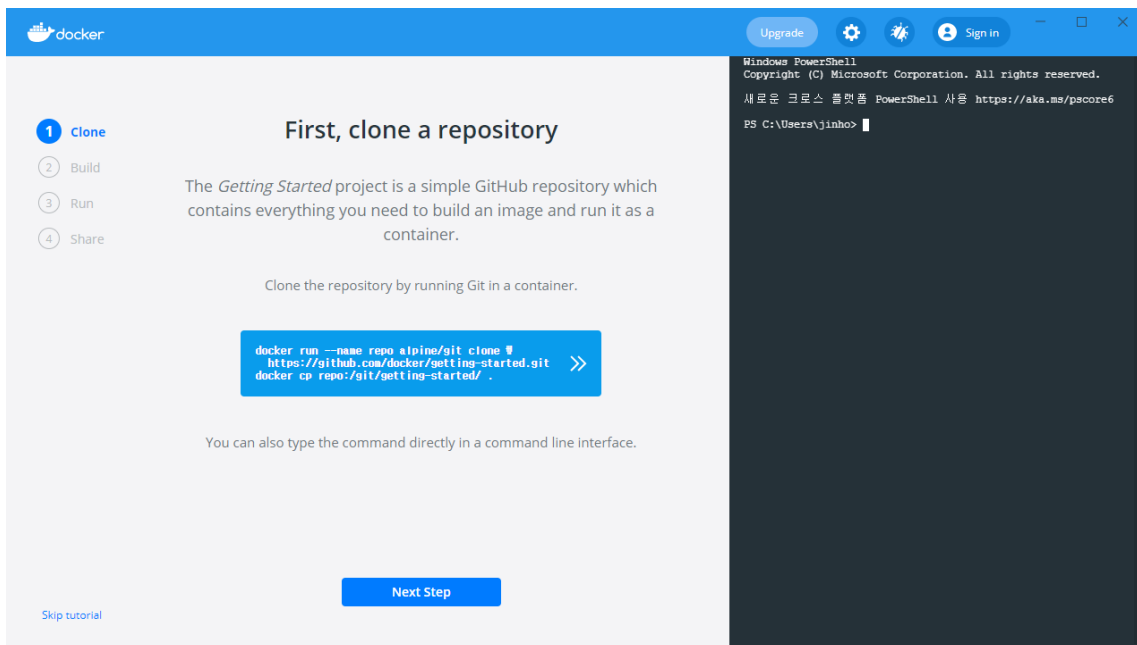 docker
Upgrade
Sign in
1 Clone
2 Build
3 Run
4 Share
First, clone a repository
The Getting Started project is a simple GitHub repository which
contains everything you need to build an image and run it as a
container.
Clone the repository by running Git in a container.
docker run --name repo alpine/git clone ₩
https://github.com/docker/getting-started.git
docker cp repo:/git/getting-started/ .
You can also type the command directly in a command line interface.
Next Step
Skip tutorial
Windows PowerShell
Copyright (C) Microsoft Corporation. All rights reserved.
새로운 크로스 플랫폼 PowerShell 사용 https://aka.ms/pscore6
PS C:\Users\jinho>